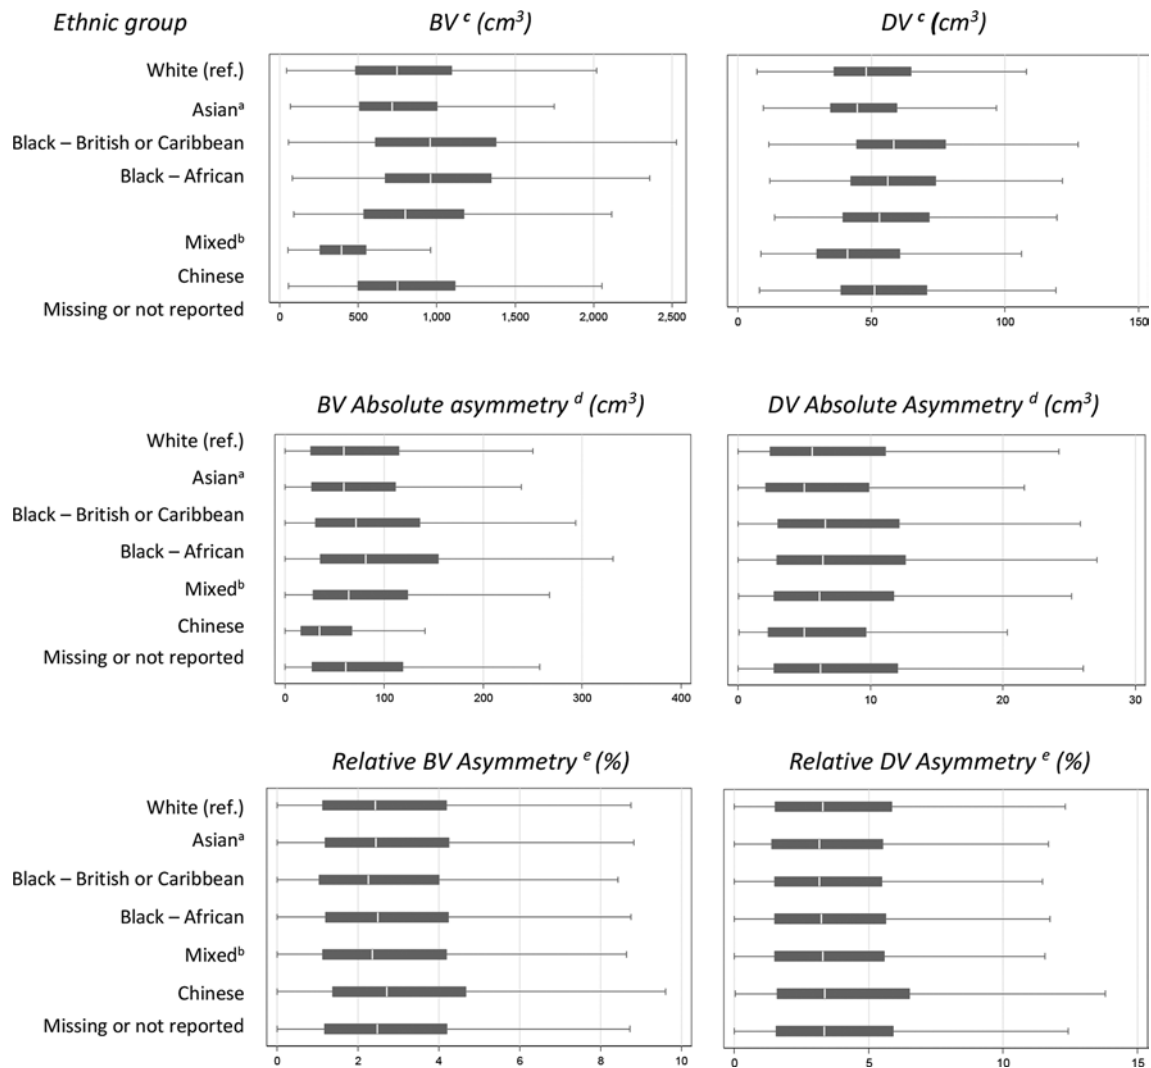 Ethnic group BV ᶜ (cm³) DV ᶜ (cm³)
White (ref.)
Asianᵃ
Black – British or Caribbean
Black – African
Mixedᵇ
Chinese
Missing or not reported
0 500 1,000 1,500 2,000 2,500 0 50 100 150
BV Absolute asymmetry ᵈ (cm³) DV Absolute Asymmetry ᵈ (cm³)
White (ref.)
Asianᵃ
Black – British or Caribbean
Black – African
Mixedᵇ
Chinese
Missing or not reported
0 100 200 300 400 0 10 20 30
Relative BV Asymmetry ᵉ (%) Relative DV Asymmetry ᵉ (%)
White (ref.)
Asianᵃ
Black – British or Caribbean
Black – African
Mixedᵇ
Chinese
Missing or not reported
0 2 4 6 8 10 0 5 10 15